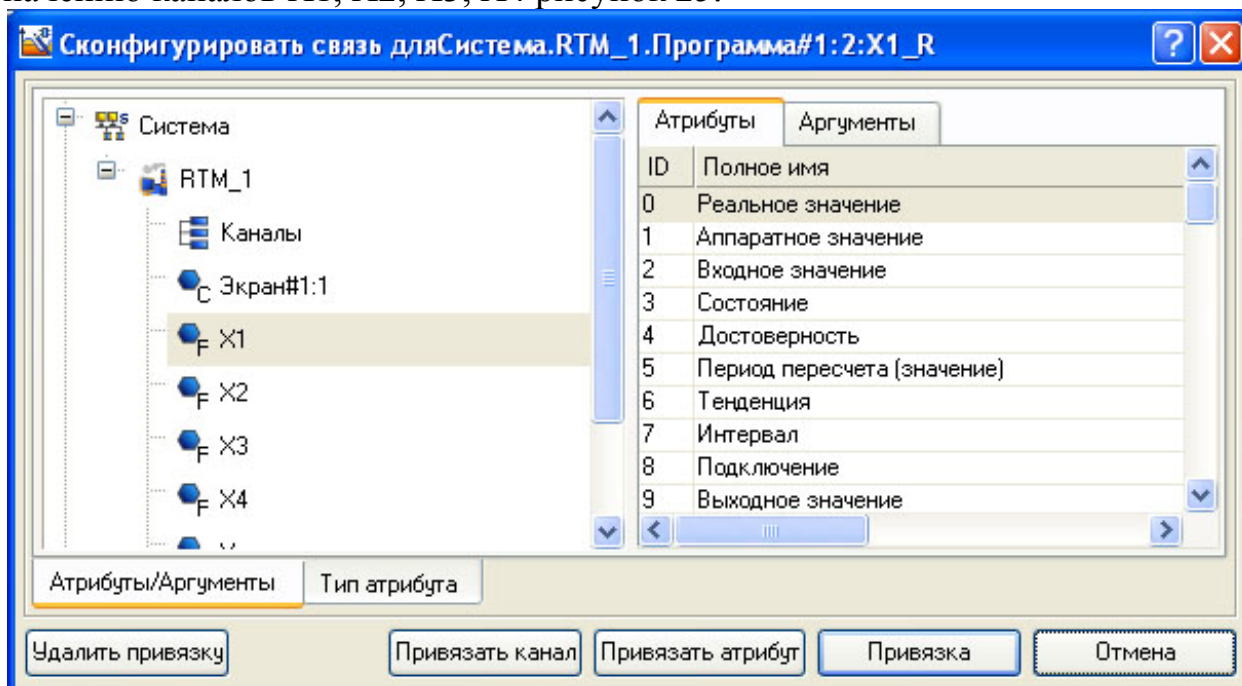 Сконфигурировать связь дляСистема.RTM_1.Программа#1:2:X1_R
Система
RTM_1
Каналы
C Экран#1:1
F X1
F X2
F X3
F X4
Атрибуты Аргументы
ID Полное имя
0 Реальное значение
1 Аппаратное значение
2 Входное значение
3 Состояние
4 Достоверность
5 Период пересчета (значение)
6 Тенденция
7 Интервал
8 Подключение
9 Выходное значение
Атрибуты/Аргументы Тип атрибута
Удалить привязку Привязать канал Привязать атрибут Привязка Отмена